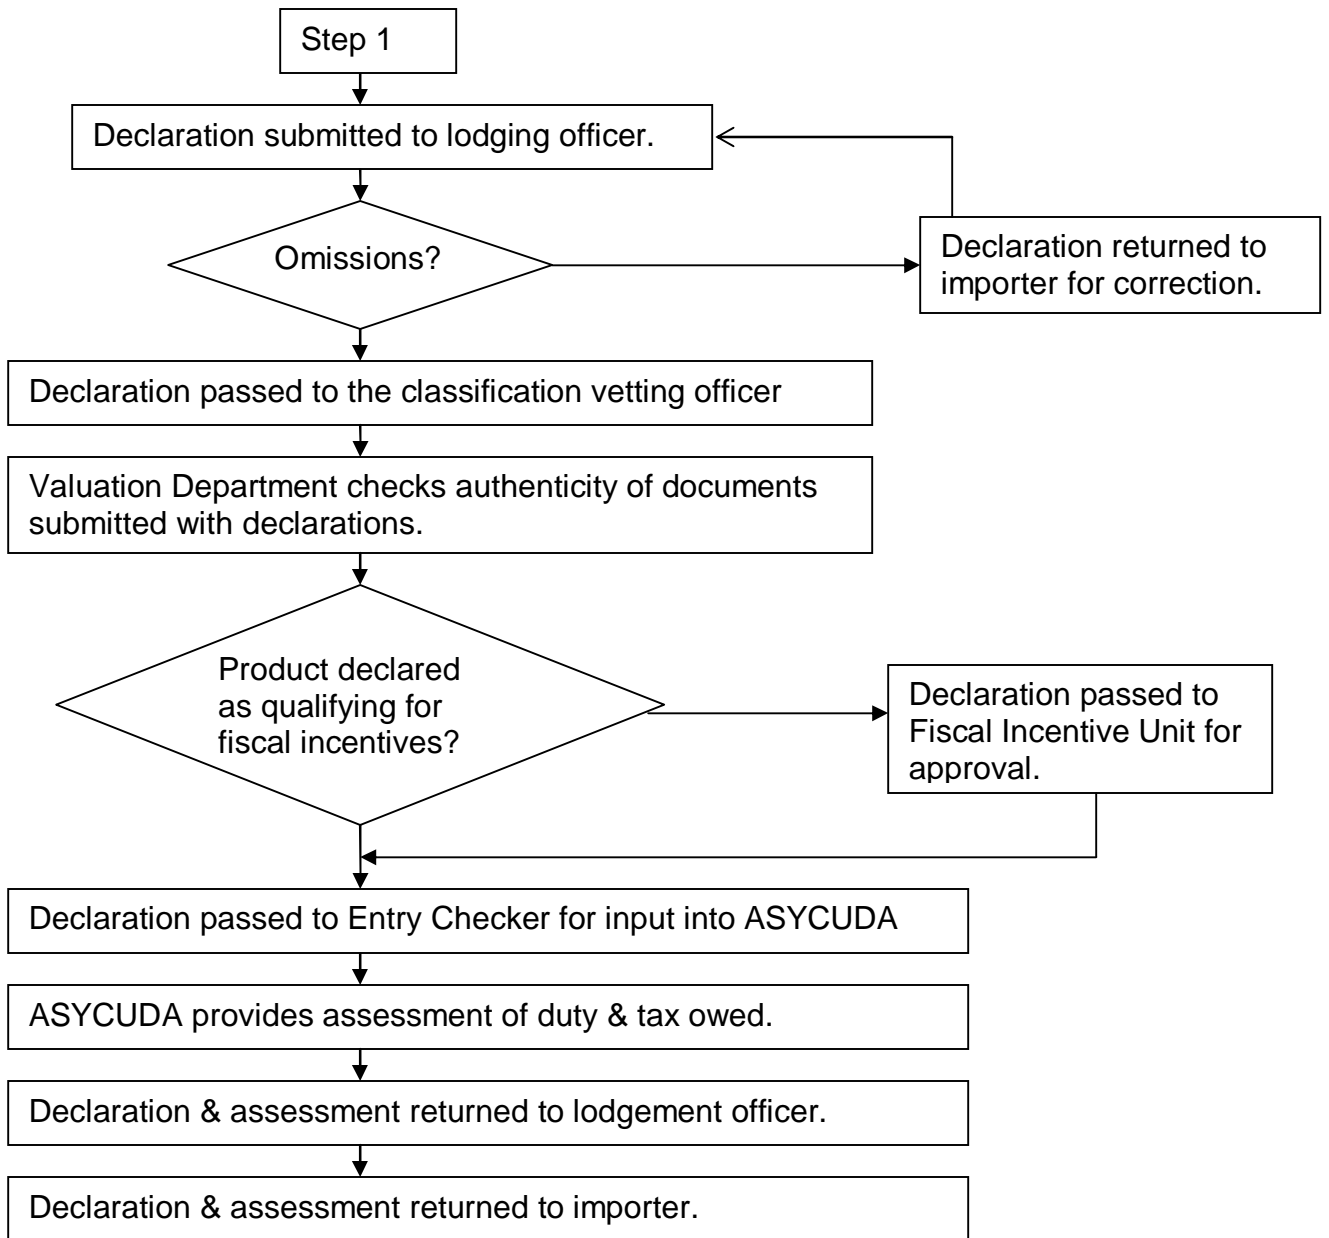 Step 1
Declaration submitted to lodging officer.
Omissions?
Declaration returned to
importer for correction.
Declaration passed to the classification vetting officer
Valuation Department checks authenticity of documents
submitted with declarations.
Product declared
as qualifying for
fiscal incentives?
Declaration passed to
Fiscal Incentive Unit for
approval.
Declaration passed to Entry Checker for input into ASYCUDA
ASYCUDA provides assessment of duty & tax owed.
Declaration & assessment returned to lodgement officer.
Declaration & assessment returned to importer.